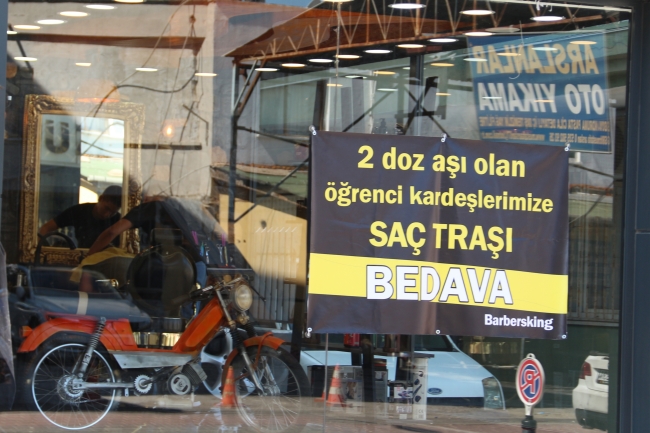 ARSLANLAR
OTO YIKAMA
2 doz aşı olan
öğrenci kardeşlerimize
SAÇ TRAŞI
BEDAVA
Barbersking